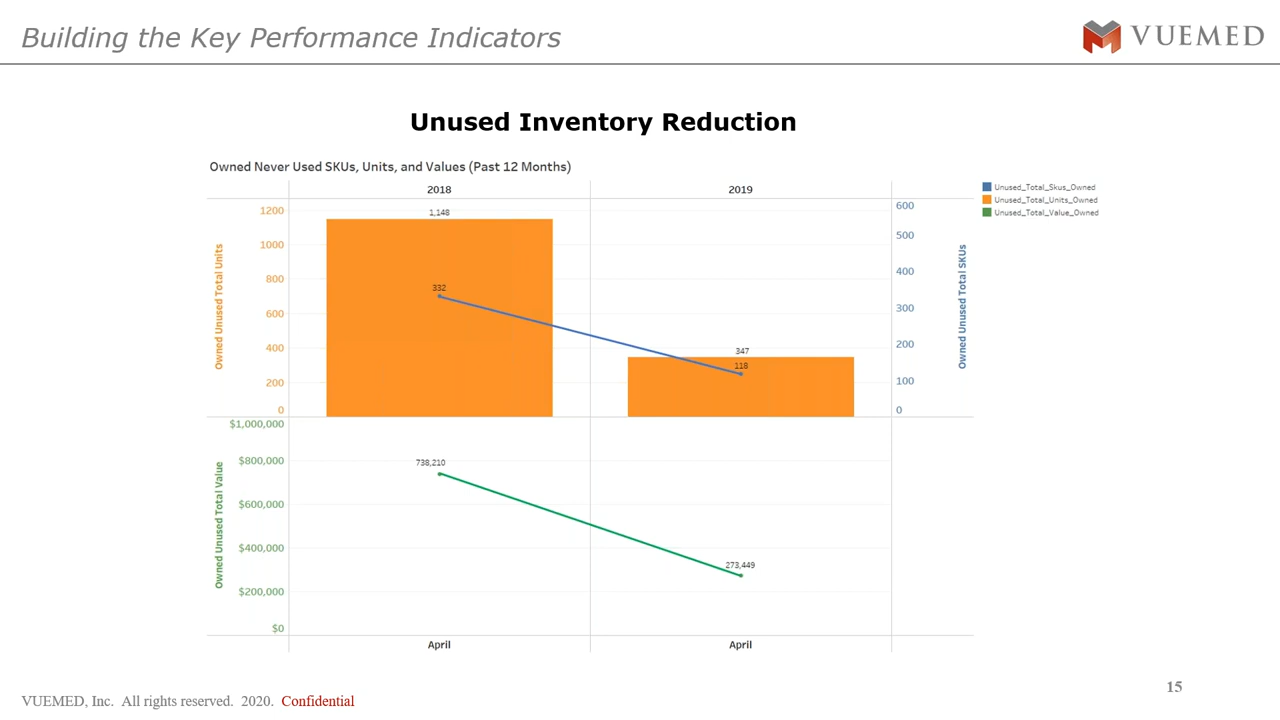 Building the Key Performance Indicators
VUEMED
Unused Inventory Reduction
Owned Never Used SKUs, Units, and Values (Past 12 Months)
2018
2019
Unused_Total_Skus_Owned
Unused_Total_Units_Owned
Unused_Total_Value_Owned
Owned Unused Total Units
1200
1000
800
600
400
200
0
1,148
332
347
118
600
500
400
300
200
100
0
Owned Unused Total SKUs
Owned Unused Total Value
$1,000,000
$800,000
$600,000
$400,000
$200,000
$0
738,210
273,449
April
April
VUEMED, Inc. All rights reserved. 2020. Confidential
15